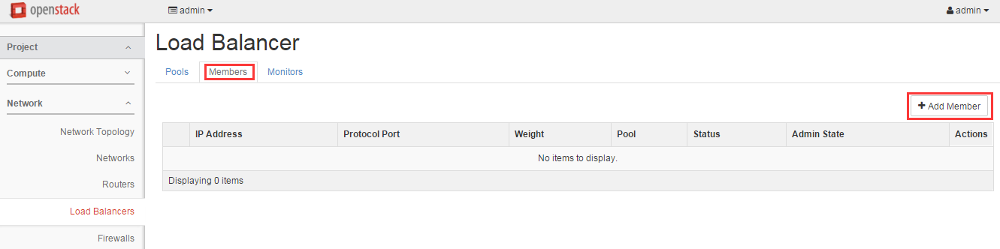 openstack
admin
admin
Project
Compute
Network
Network Topology
Networks
Routers
Load Balancers
Firewalls
Load Balancer
Pools Members Monitors
+ Add Member
IP Address Protocol Port Weight Pool Status Admin State Actions
No items to display.
Displaying 0 items